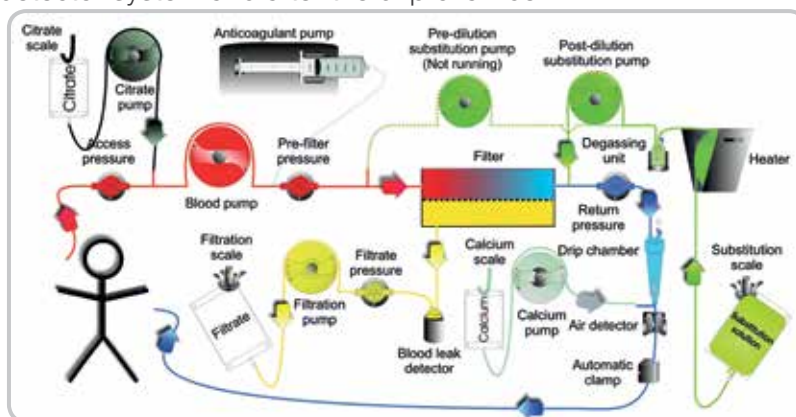 Citrate
scale
Citrate
Citrate
pump
Anticoagulant pump
Pre-dilution
substitution pump
(Not running)
Post-dilution
substitution pump
Access
pressure
Blood pump
Pre-filter
pressure
Filter
Degassing
unit
Heater
Return
pressure
Filtration
scale
Filtrate
Filtration
pump
Filtrate
pressure
Blood leak
detector
Calcium
scale
Calcium
Calcium
pump
Drip chamber
Air detector
Automatic
clamp
Substitution
scale
Substitution
solution